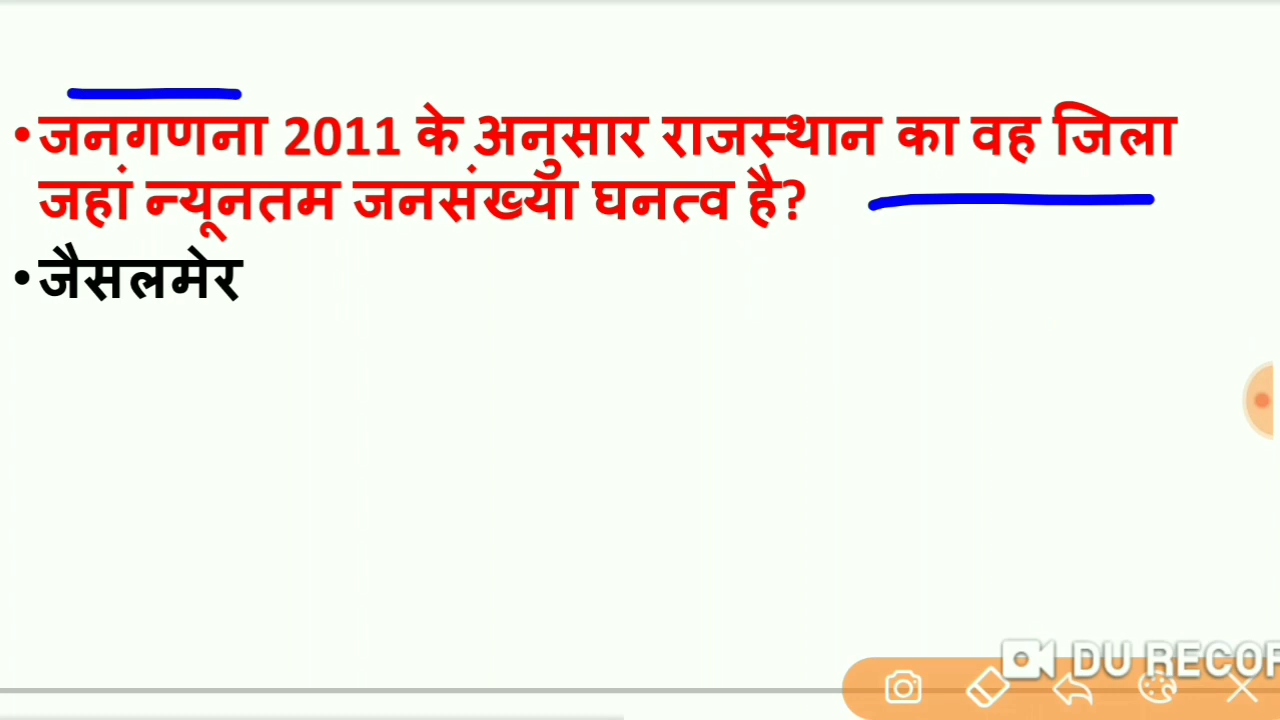 •जनगणना 2011 के अनुसार राजस्थान का वह जिला
जहां न्यूनतम जनसंख्या घनत्व है?
•जैसलमेर
DU RECOR